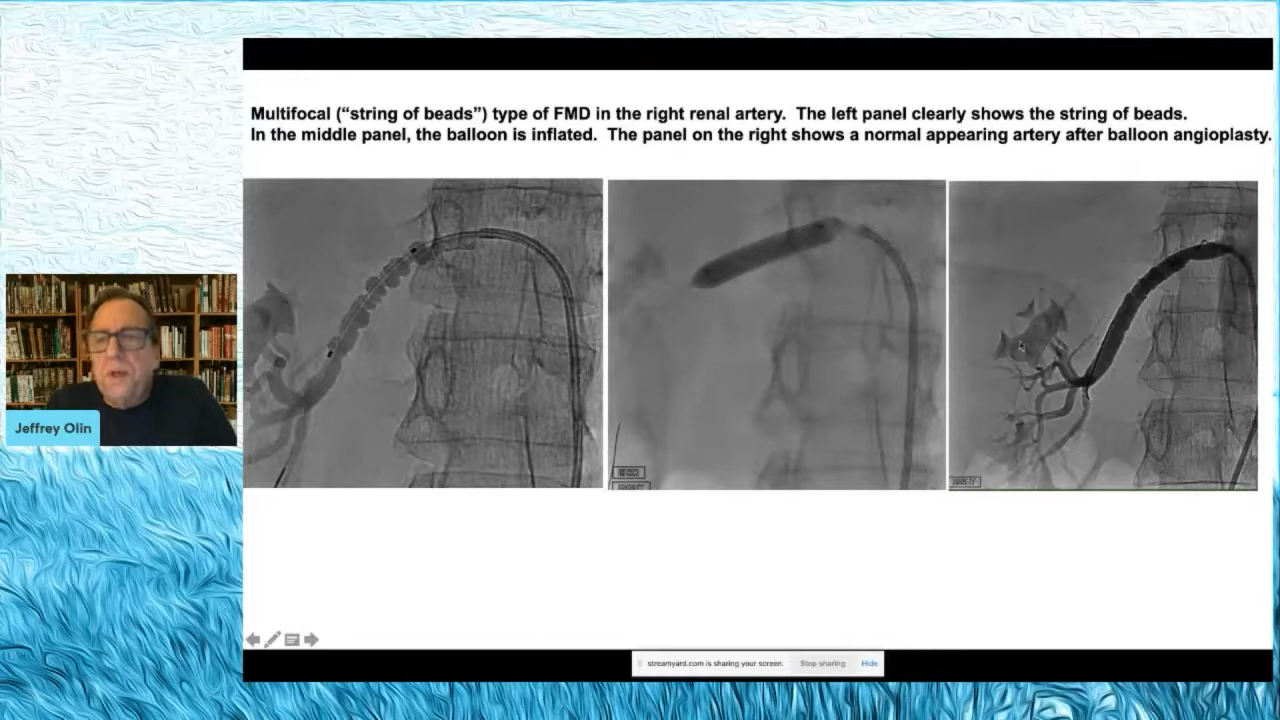 Multifocal (“string of beads”) type of FMD in the right renal artery.  The left panel clearly shows the string of beads.
In the middle panel, the balloon is inflated.  The panel on the right shows a normal appearing artery after balloon angioplasty.
Jeffrey Olin
streamyard.com is sharing your screen. Stop sharing Hide